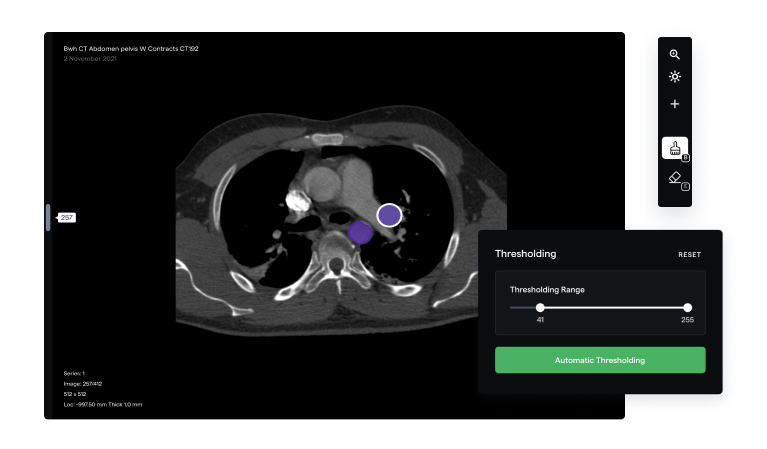 Bwh CT Abdomen pelvis W Contracts CT192
2 November 2021
257
B
E
Thresholding
RESET
Thresholding Range
41
255
Automatic Thresholding
Series: 1
Image: 257/412
512 x 512
Loc: -997.50 mm Thick 1.0 mm